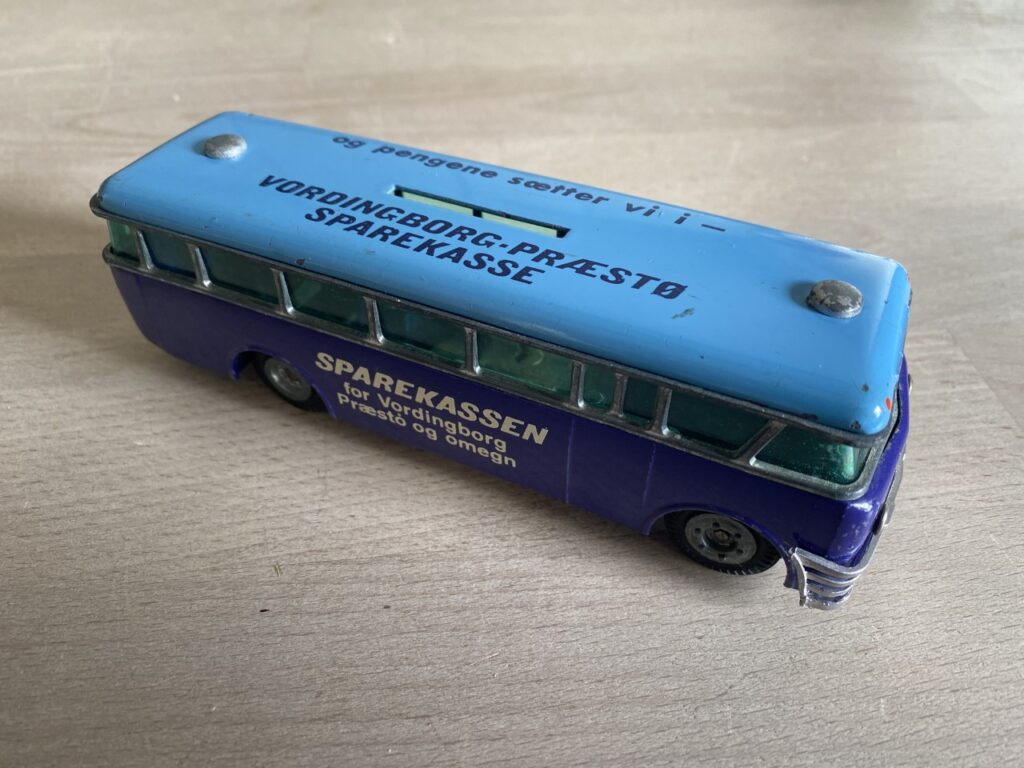 og pengene sætter vi i –
VORDINGBORG-PRÆSTØ
SPAREKASSE
SPAREKASSEN
for Vordingborg
Præstø og omegn